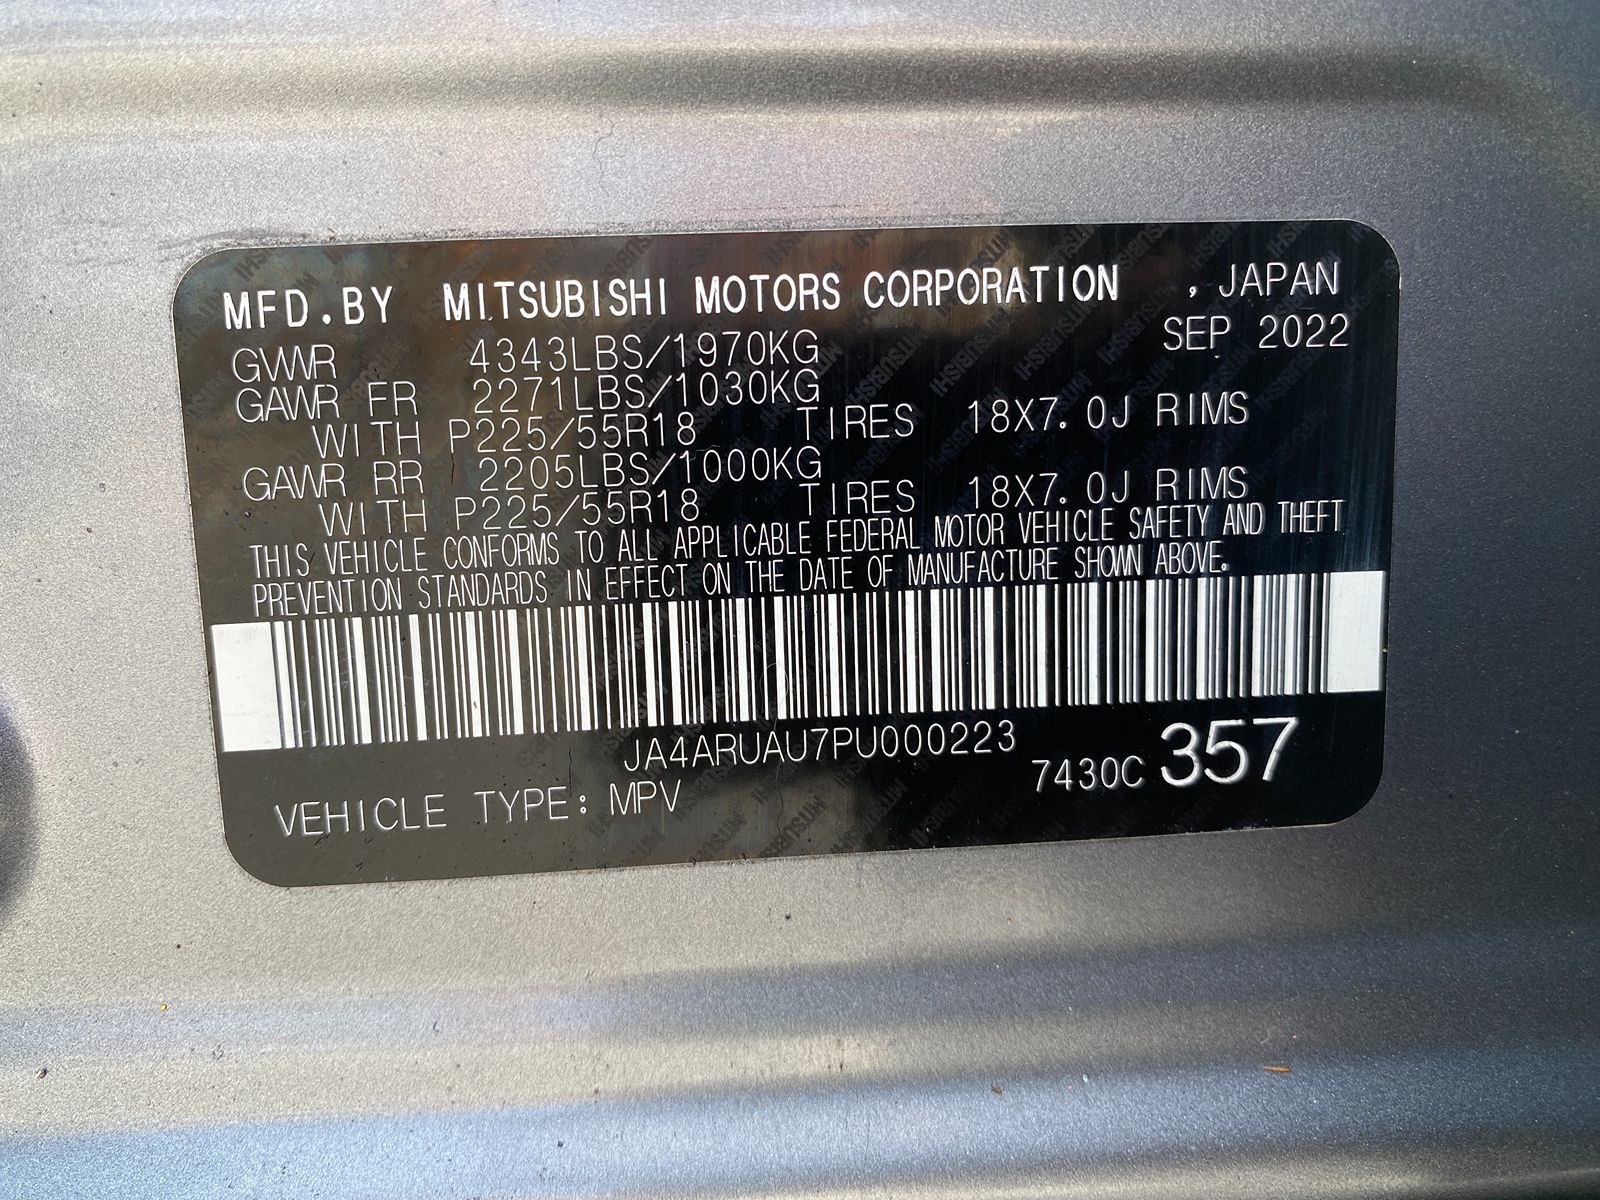 MFD.BY MITSUBISHI MOTORS CORPORATION , JAPAN
GVWR 4343LBS/1970KG SEP 2022
GAWR FR 2271LBS/1030KG
WITH P225/55R18 TIRES 18X7.0J RIMS
GAWR RR 2205LBS/1000KG
WITH P225/55R18 TIRES 18X7.0J RIMS
THIS VEHICLE CONFORMS TO ALL APPLICABLE FEDERAL MOTOR VEHICLE SAFETY AND THEFT
PREVENTION STANDARDS IN EFFECT ON THE DATE OF MANUFACTURE SHOWN ABOVE.
JA4ARUAU7PU000223
7430C 357
VEHICLE TYPE: MPV